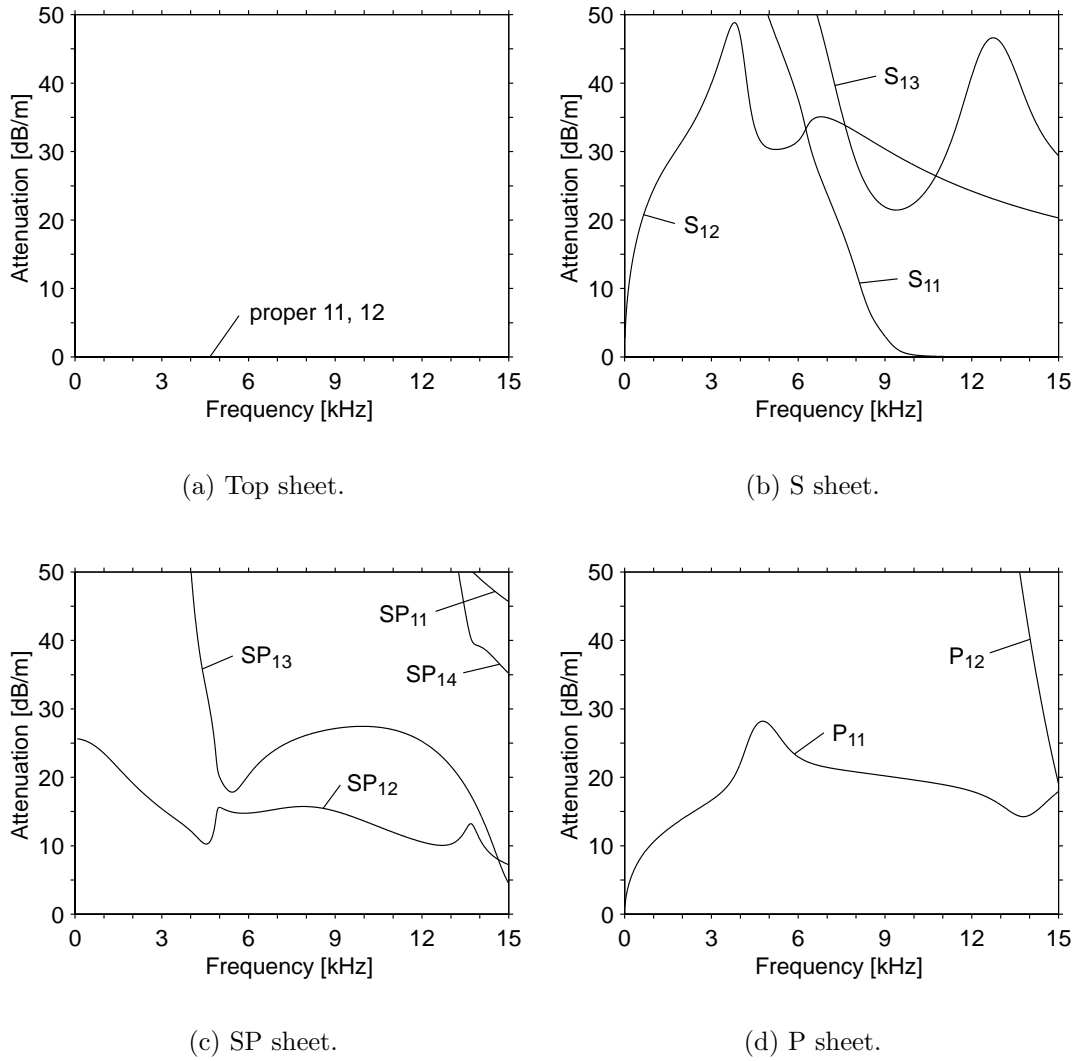 50
40
30
20
10
0
Attenuation [dB/m]
proper 11, 12
0 3 6 9 12 15
Frequency [kHz]
(a) Top sheet.
50
40
30
20
10
0
Attenuation [dB/m]
S13
S12
S11
0 3 6 9 12 15
Frequency [kHz]
(b) S sheet.
50
40
30
20
10
0
Attenuation [dB/m]
SP11
SP13
SP14
SP12
0 3 6 9 12 15
Frequency [kHz]
(c) SP sheet.
50
40
30
20
10
0
Attenuation [dB/m]
P12
P11
0 3 6 9 12 15
Frequency [kHz]
(d) P sheet.